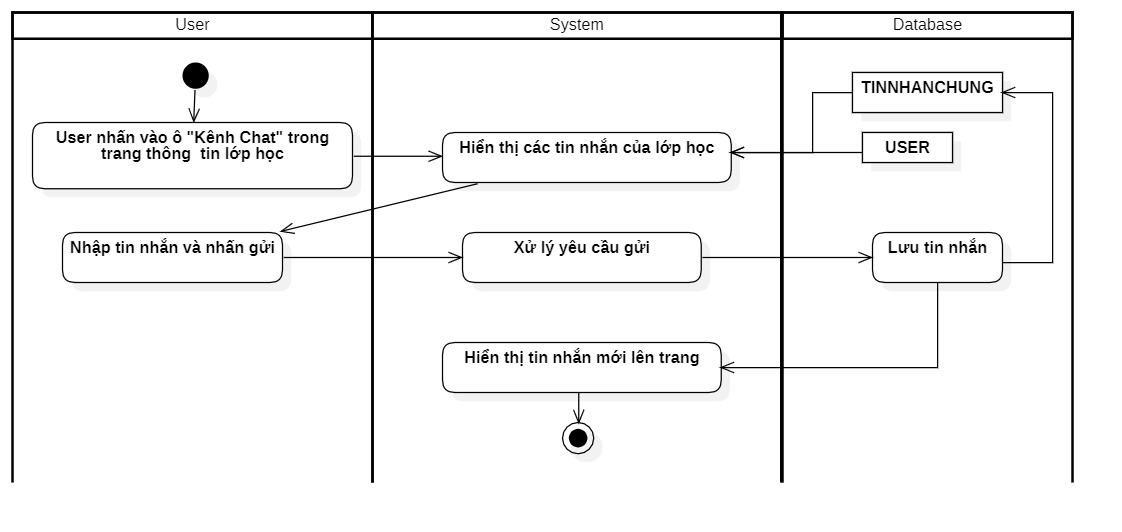 User
System
Database
User nhấn vào ô "Kênh Chat" trong
trang thông tin lớp học
Hiển thị các tin nhắn của lớp học
TINNHANCHUNG
USER
Nhập tin nhắn và nhấn gửi
Xử lý yêu cầu gửi
Lưu tin nhắn
Hiển thị tin nhắn mới lên trang